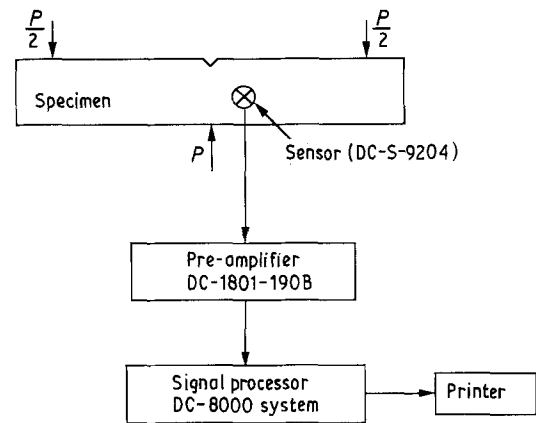 P/2
P/2
Specimen
P
Sensor (DC-S-9204)
Pre-amplifier
DC-1801-190B
Signal processor
DC-8000 system
Printer